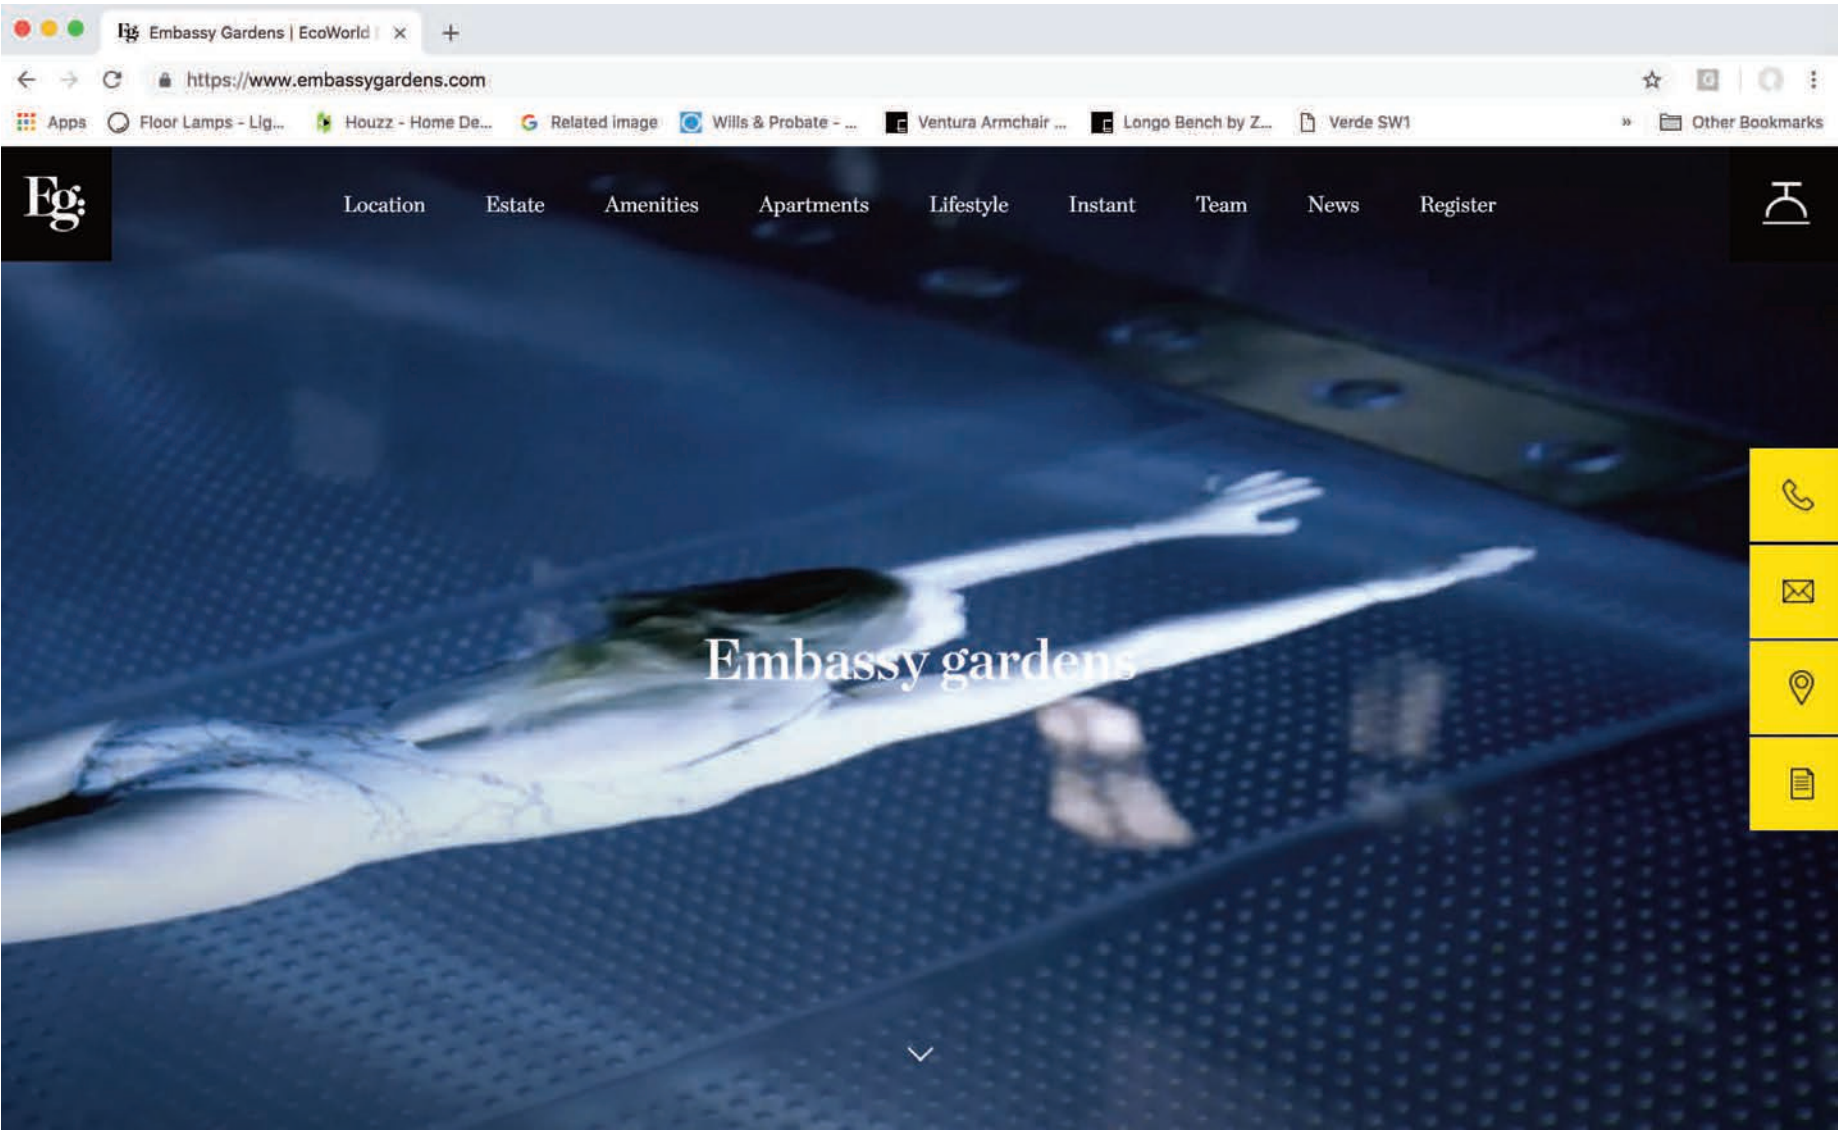 Eg: Embassy Gardens | EcoWorld
https://www.embassygardens.com
Apps Floor Lamps - Lig... Houzz - Home De... Related image Wills & Probate - ... Ventura Armchair ... Longo Bench by Z... Verde SW1 » Other Bookmarks
Eg:
Location Estate Amenities Apartments Lifestyle Instant Team News Register
Embassy gardens